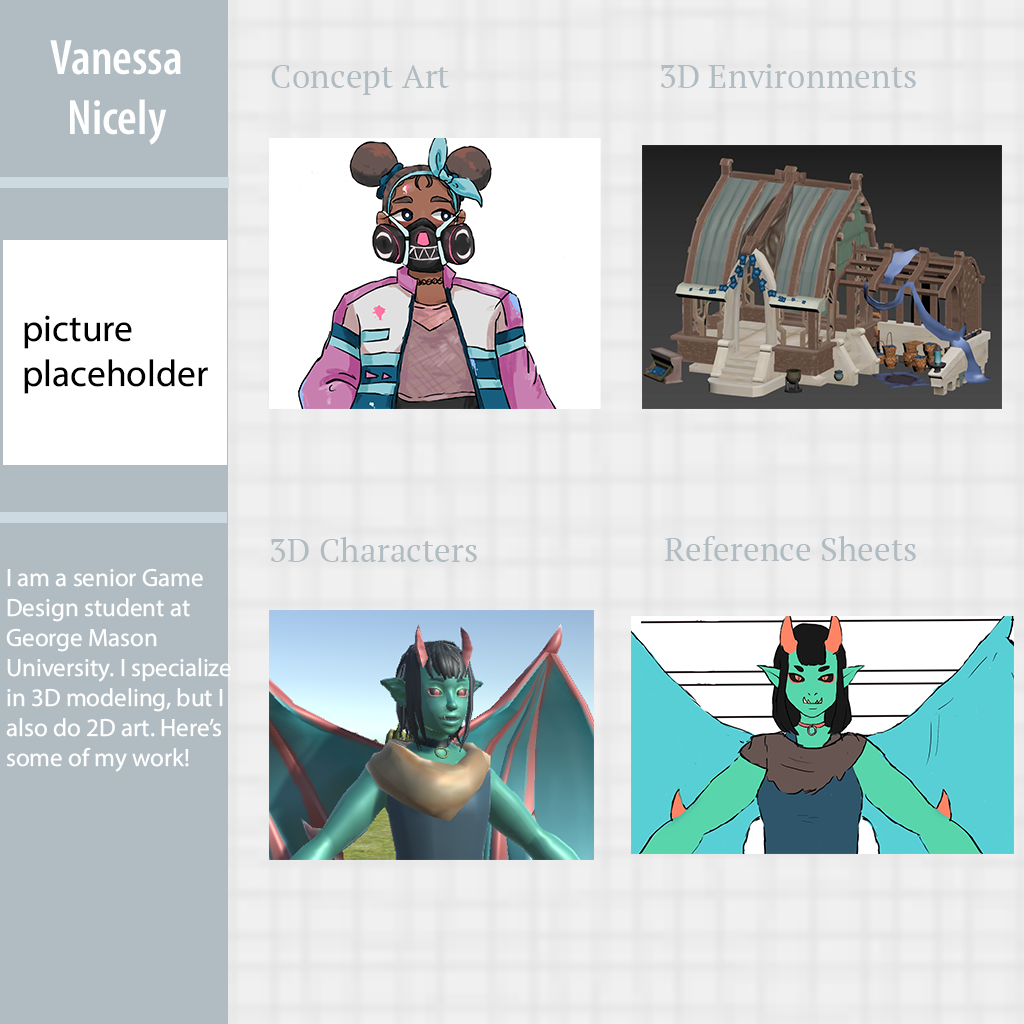 Vanessa
Nicely
picture
placeholder
I am a senior Game
Design student at
George Mason
University. I specialize
in 3D modeling, but I
also do 2D art. Here's
some of my work!
Concept Art
3D Environments
3D Characters
Reference Sheets